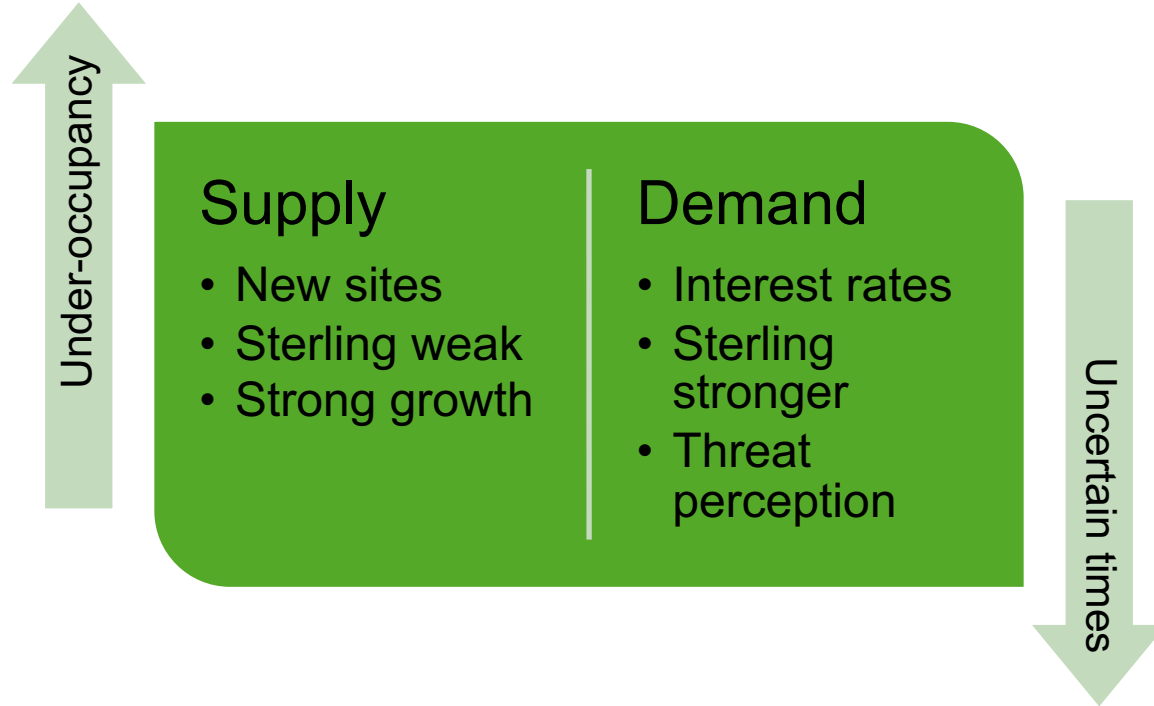 Under-occupancy
Supply
• New sites
• Sterling weak
• Strong growth
Demand
• Interest rates
• Sterling
stronger
• Threat
perception
Uncertain times